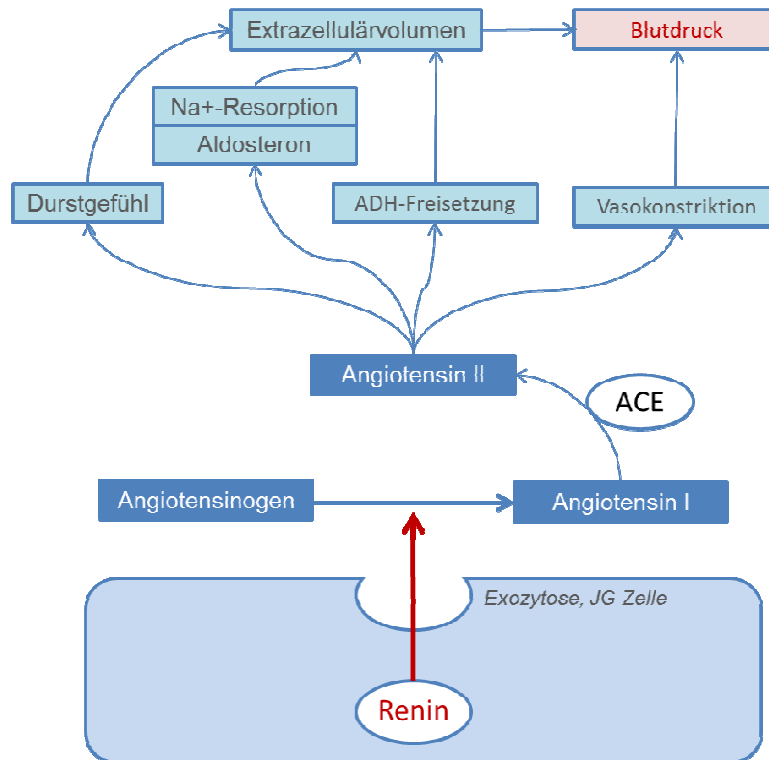 Extrazellulärvolumen
Blutdruck
Na+-Resorption
Aldosteron
Durstgefühl
ADH-Freisetzung
Vasokonstriktion
Angiotensin II
ACE
Angiotensinogen
Angiotensin I
Exozytose, JG Zelle
Renin